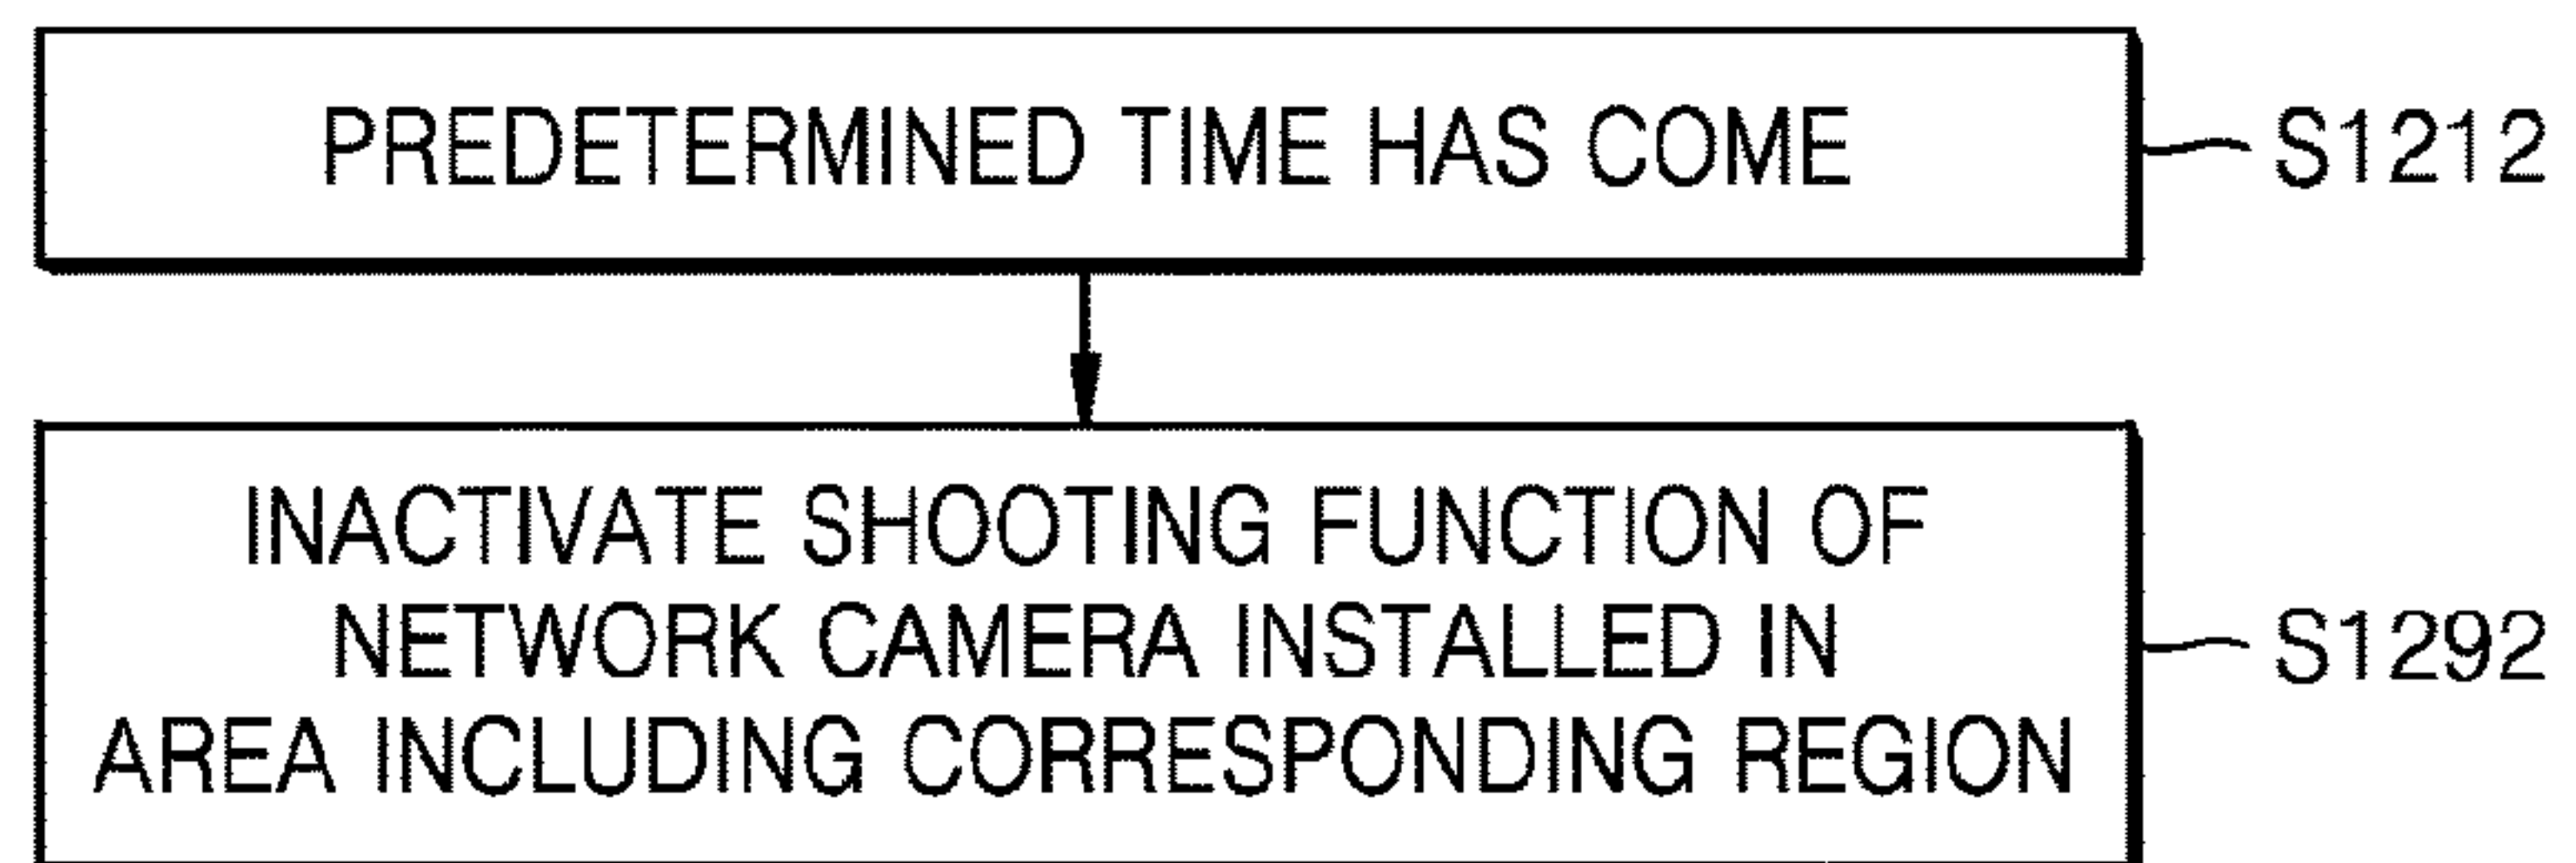 PREDETERMINED TIME HAS COME
S1212
INACTIVATE SHOOTING FUNCTION OF
NETWORK CAMERA INSTALLED IN
AREA INCLUDING CORRESPONDING REGION
S1292